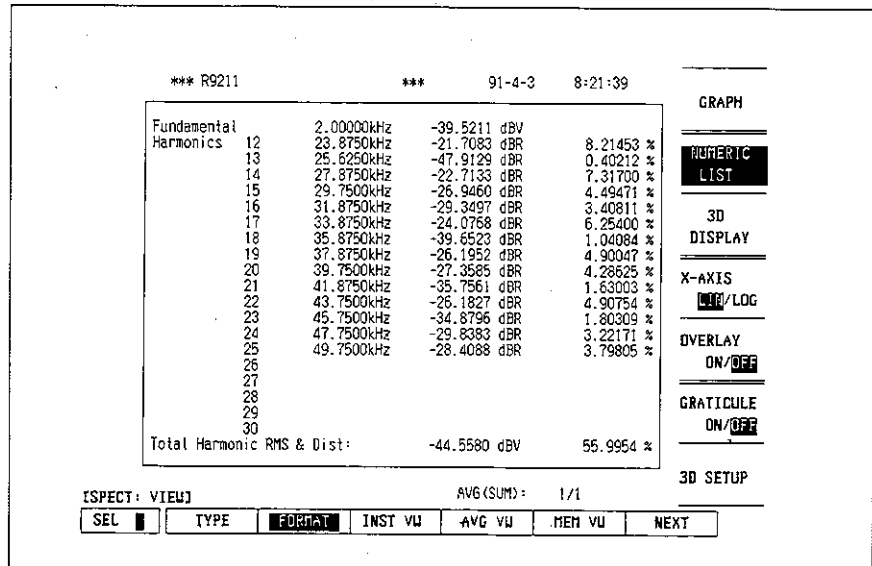 *** R9211 *** 91-4-3 8:21:39
Fundamental 2.00000kHz -39.5211 dBV
Harmonics 12 23.8750kHz -21.7083 dBR 8.21453 %
13 25.6250kHz -47.9129 dBR 0.40212 %
14 27.8750kHz -22.7133 dBR 7.31700 %
15 29.7500kHz -26.9460 dBR 4.49471 %
16 31.8750kHz -29.3497 dBR 3.40811 %
17 33.8750kHz -24.0768 dBR 6.25400 %
18 35.8750kHz -39.6523 dBR 1.04084 %
19 37.8750kHz -26.1952 dBR 4.90047 %
20 39.7500kHz -27.3585 dBR 4.28625 %
21 41.8750kHz -35.7561 dBR 1.63003 %
22 43.7500kHz -26.1827 dBR 4.90754 %
23 45.7500kHz -34.8796 dBR 1.80309 %
24 47.7500kHz -29.8383 dBR 3.22171 %
25 49.7500kHz -28.4088 dBR 3.79805 %
26
27
28
29
30
Total Harmonic RMS & Dist: -44.5580 dBV 55.9954 %
GRAPH
NUMERIC
LIST
3D
DISPLAY
X-AXIS
LIN/LOG
OVERLAY
ON/OFF
GRATICULE
ON/OFF
3D SETUP
[SPECT: VIEW] AVG(SUM): 1/1
SEL TYPE FORMAT INST VW AVG VW MEM VW NEXT